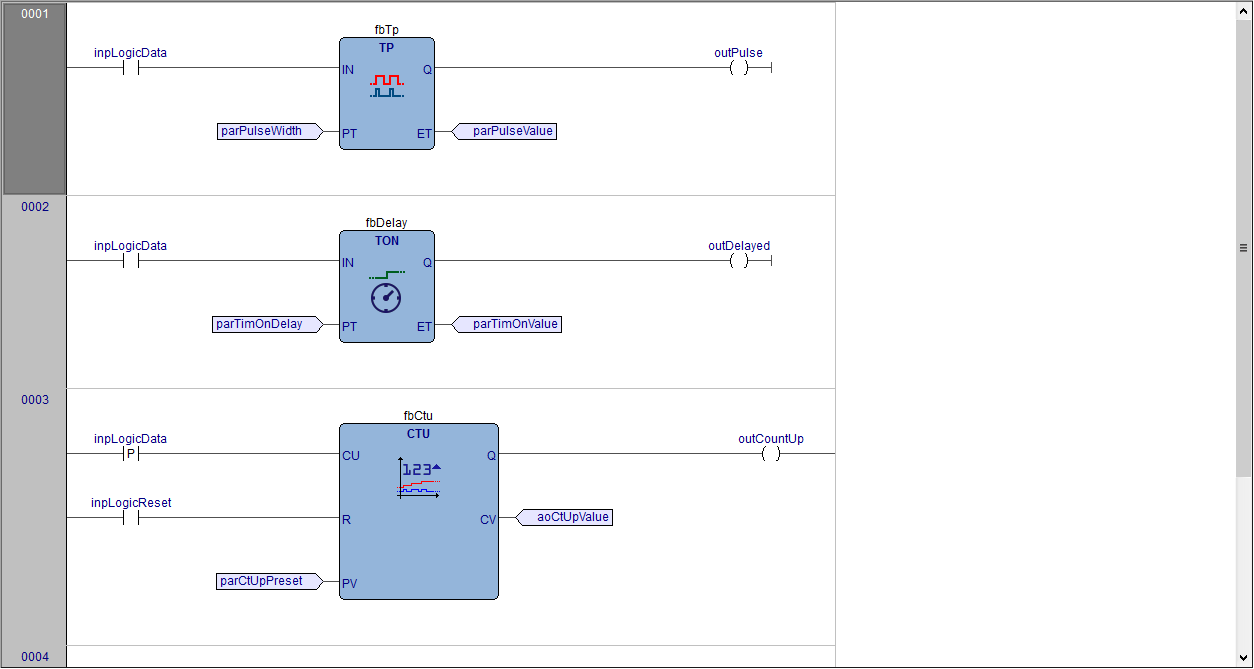 0001
fbTp
TP
inpLogicData
outPulse
IN
Q
parPulseWidth
PT
ET
parPulseValue
0002
fbDelay
TON
inpLogicData
outDelayed
IN
Q
parTimOnDelay
PT
ET
parTimOnValue
0003
fbCtu
CTU
inpLogicData
outCountUp
P
CU
Q
123
inpLogicReset
R
CV
aoCtUpValue
parCtUpPreset
PV
0004